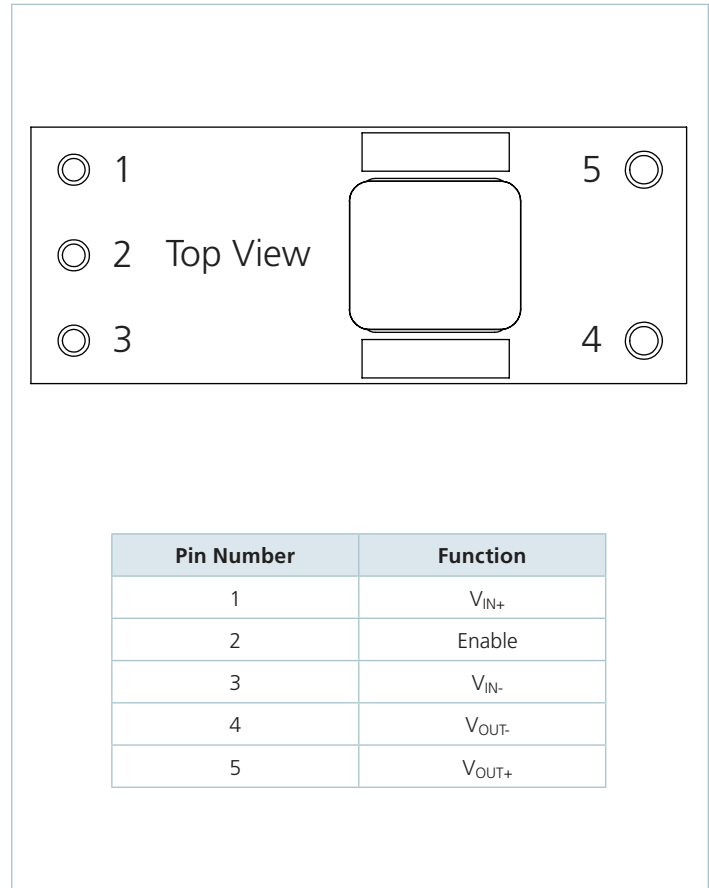 1 5
2 Top View
3 4
Pin Number Function
1 VIN+
2 Enable
3 VIN-
4 VOUT-
5 VOUT+